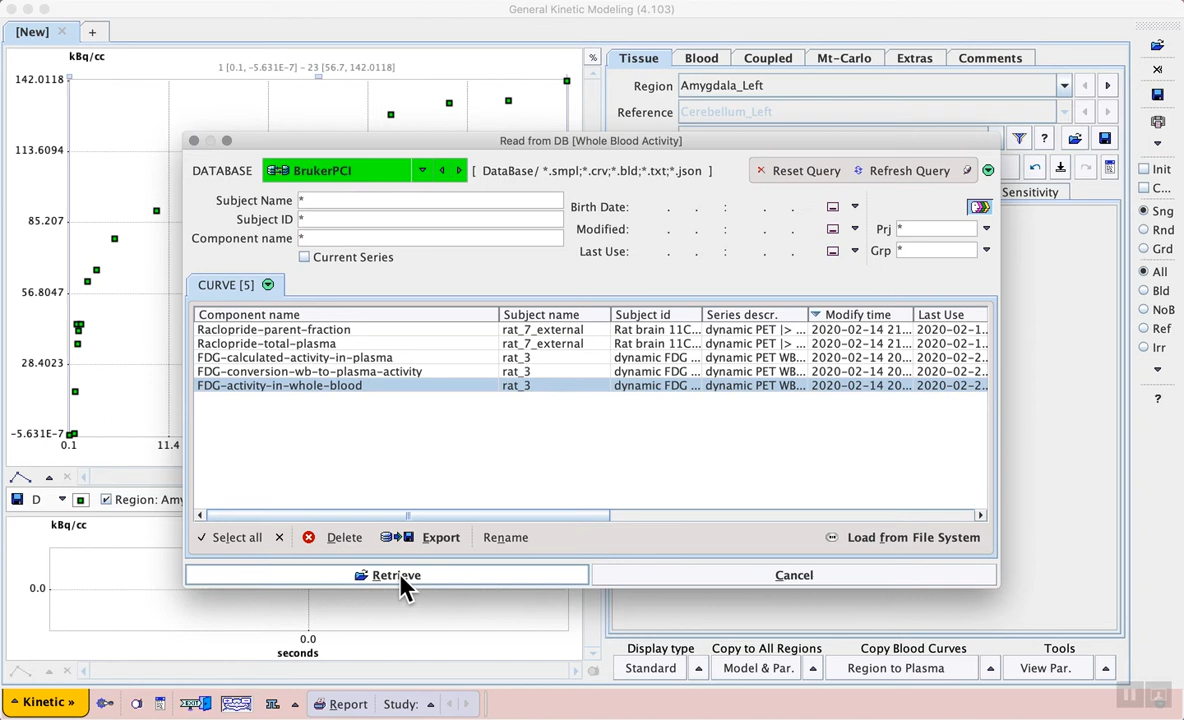 General Kinetic Modeling (4.103)
[New] +
kBq/cc
1 [0.1, -5.631E-7] - 23 [56.7, 142.0118]
%
142.0118
113.6094
85.207
56.8047
28.4023
-5.631E-7
0.1 11.4
D Region: Amy
kBq/cc
0.0
0.0
seconds
Tissue Blood Coupled Mt-Carlo Extras Comments
Region Amygdala_Left
Reference Cerebellum_Left
?
Sensitivity
Read from DB [Whole Blood Activity]
DATABASE BrukerPCI [ DataBase/ *.smpl;*.crv;*.bld;*.txt;*.json ] Reset Query Refresh Query
Subject Name *
Subject ID *
Component name *
Current Series
Birth Date: . . : . .
Modified: . . : . .
Last Use: . . : . .
Prj *
Grp *
CURVE [5]
Component name Subject name Subject id Series descr. Modify time Last Use
Raclopride-parent-fraction rat_7_external Rat brain 11C... dynamic PET |> ... 2020-02-14 21... 2020-02-1..
Raclopride-total-plasma rat_7_external Rat brain 11C... dynamic PET |> ... 2020-02-14 21... 2020-02-1..
FDG-calculated-activity-in-plasma rat_3 dynamic FDG ... dynamic PET WB... 2020-02-14 20... 2020-02-2..
FDG-conversion-wb-to-plasma-activity rat_3 dynamic FDG ... dynamic PET WB... 2020-02-14 20... 2020-02-2..
FDG-activity-in-whole-blood rat_3 dynamic FDG ... dynamic PET WB... 2020-02-14 20... 2020-02-2..
Select all Delete Export Rename Load from File System
Retrieve Cancel
Init
C...
Sng
Rnd
Grd
All
Bld
NoB
Ref
Irr
?
Display type Copy to All Regions Copy Blood Curves Tools
Standard Model & Par. Region to Plasma View Par.
Kinetic » Report Study: